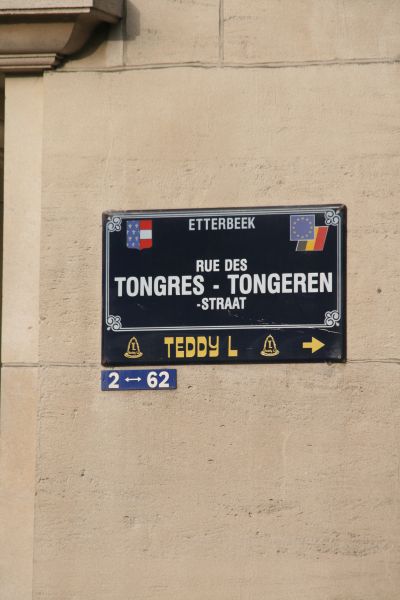 ETTERBEEK
RUE DES
TONGRES - TONGEREN
-STRAAT
TEDDY L
2 ↔ 62